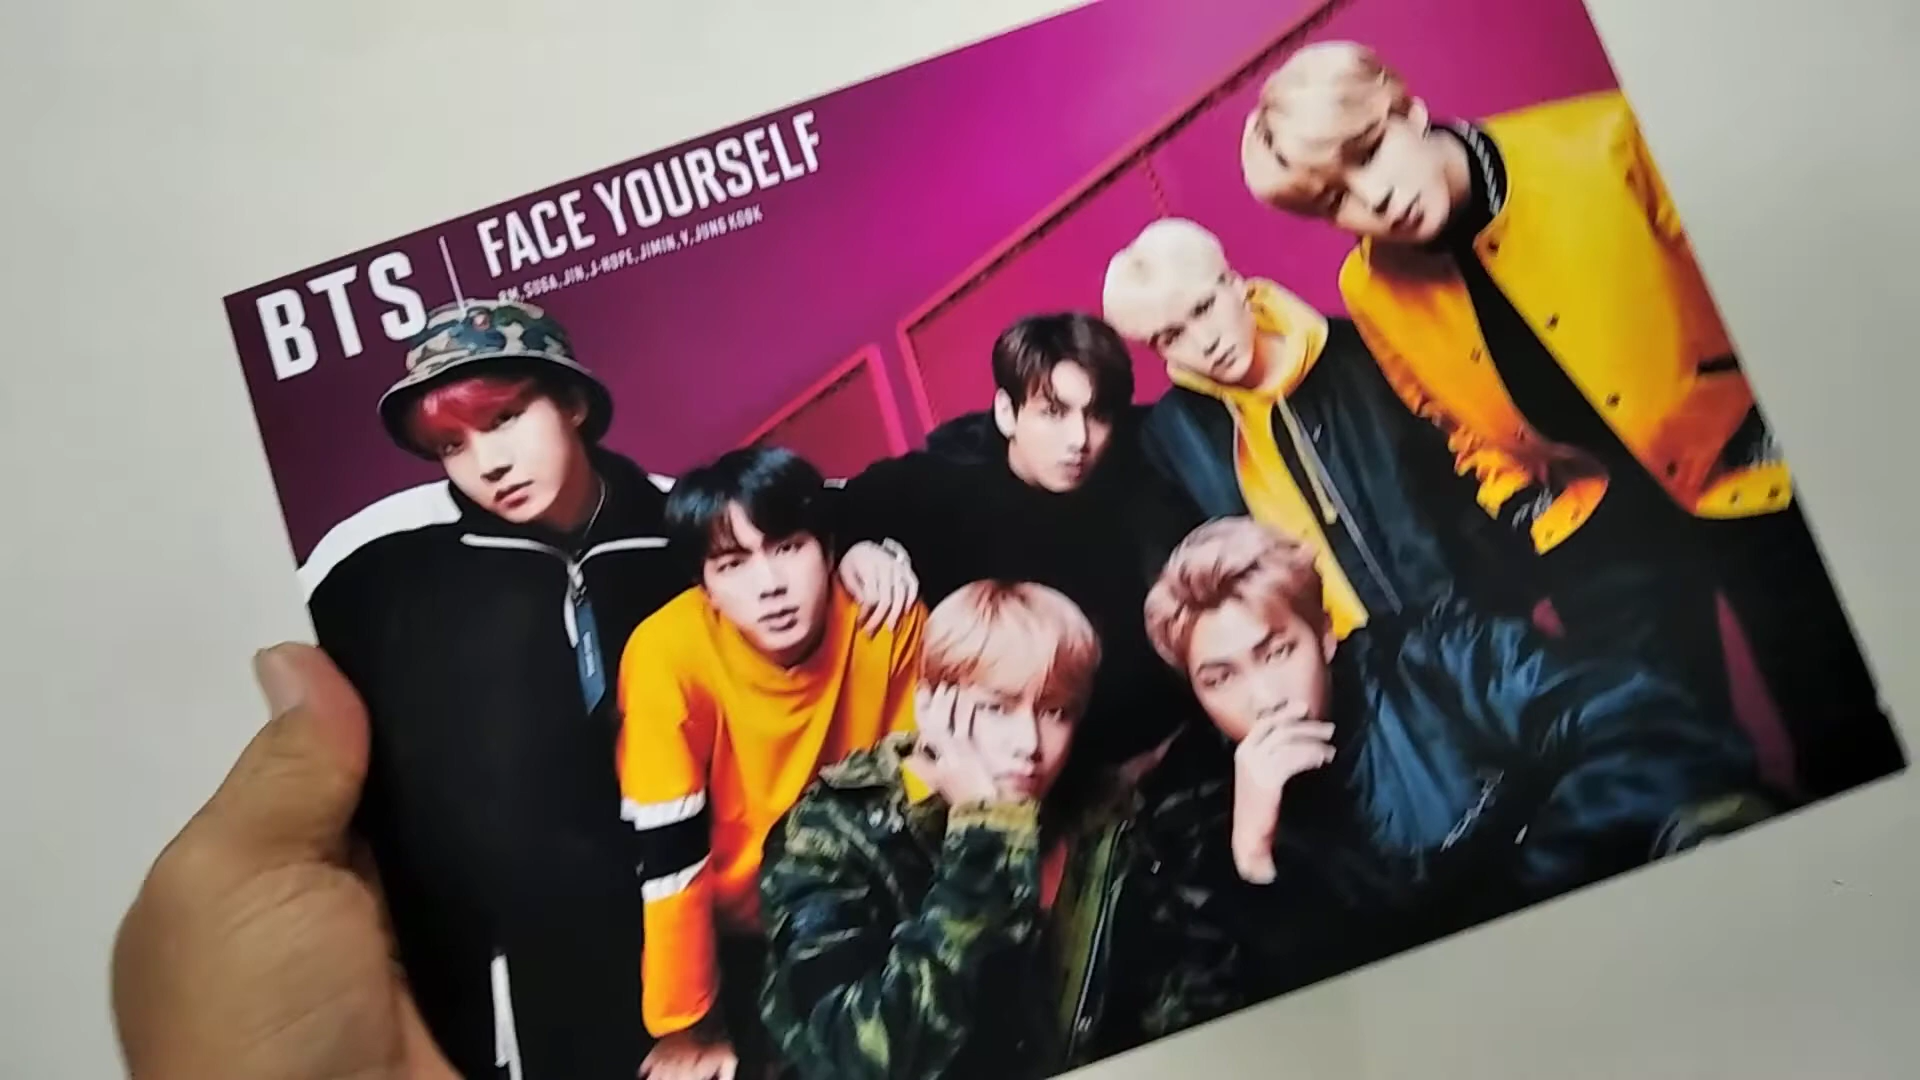 BTS | FACE YOURSELF
RM, SUGA, JIN, J-HOPE, JIMIN, V, JUNG KOOK